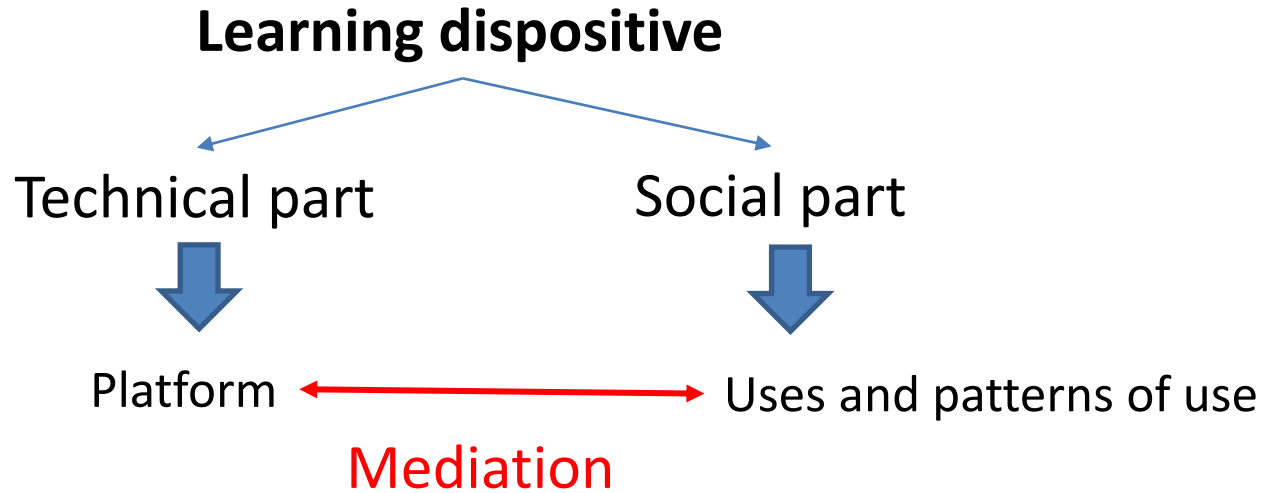 Learning dispositive
Technical part
Social part
Platform
Uses and patterns of use
Mediation